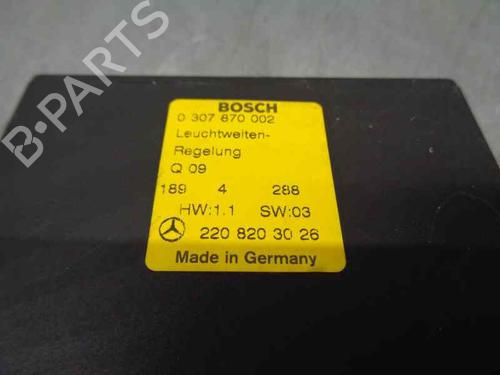 BOSCH
0 307 870 002
Leuchtweiten-
Regelung
Q 09
189 4 288
HW:1.1 SW:03
220 820 30 26
Made in Germany
B-PARTS